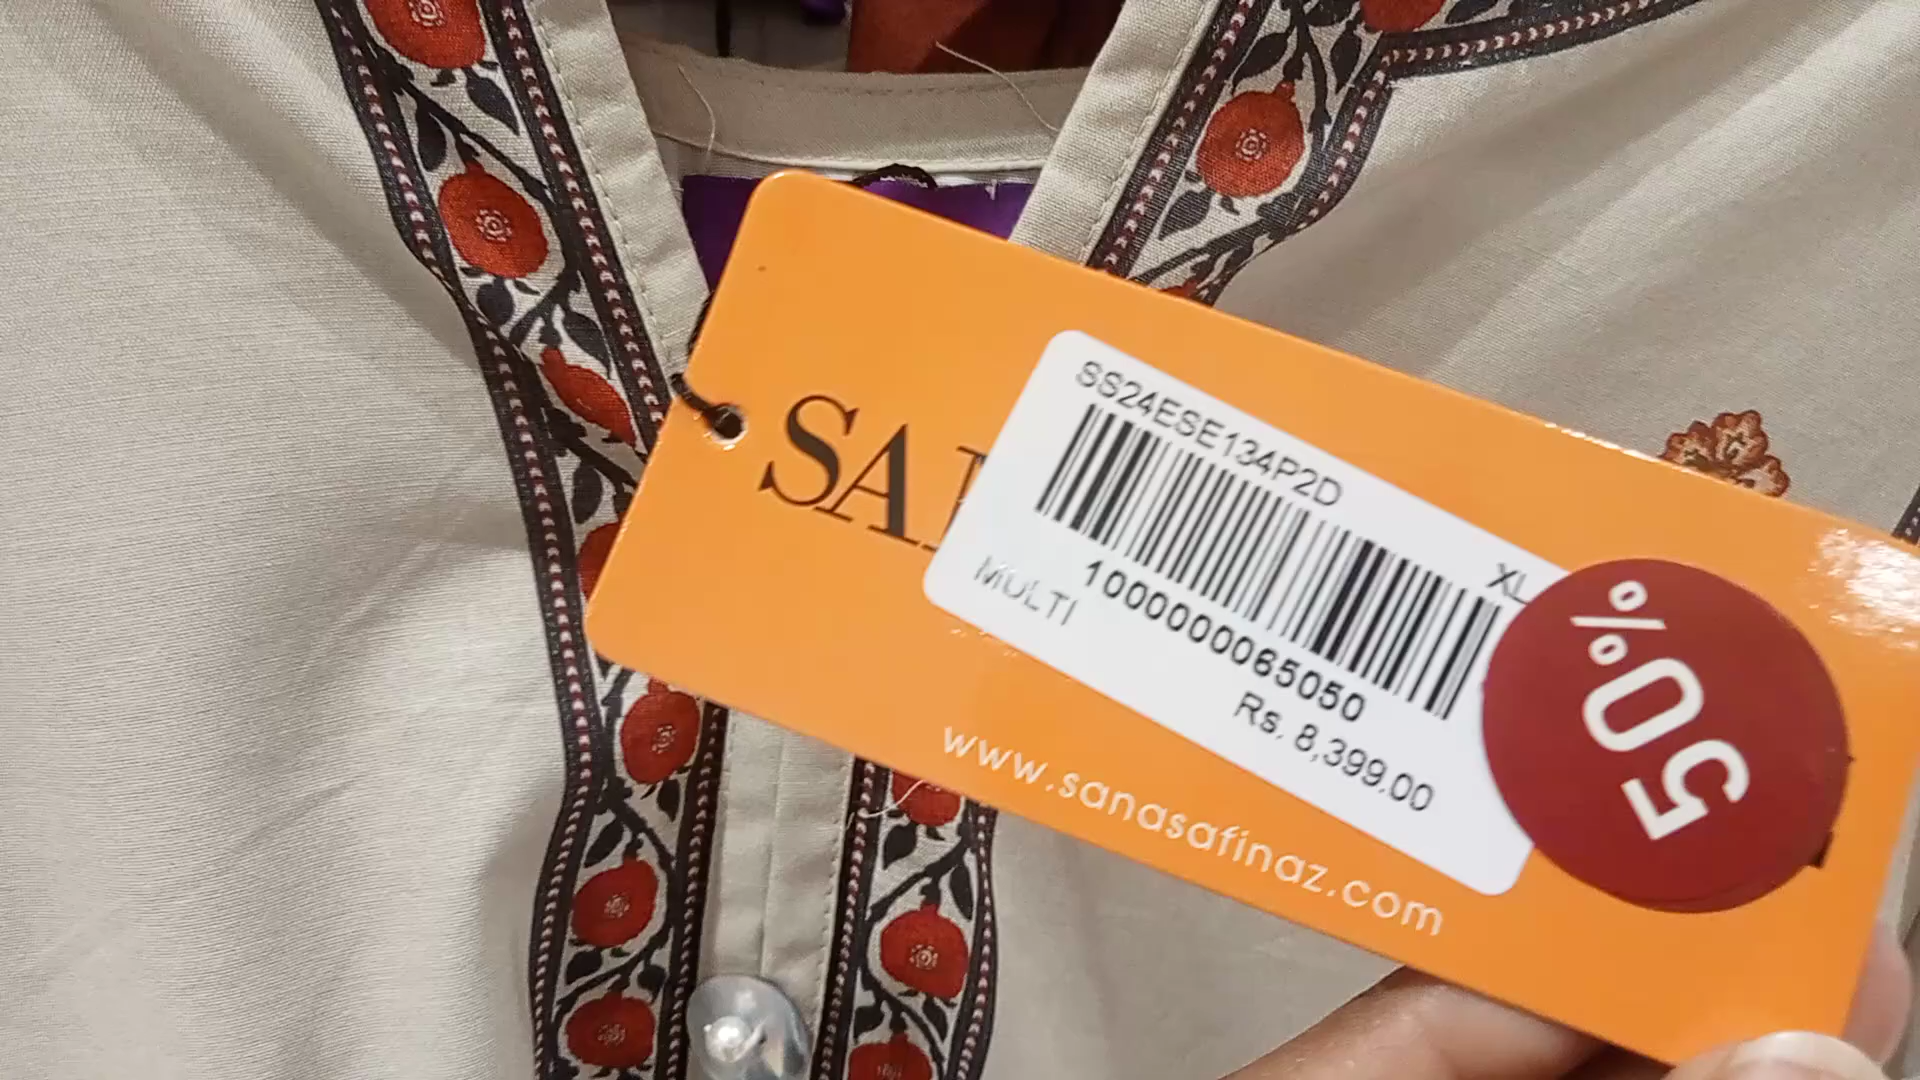 SA
SS24ESE134P2D
XL
MULTI
1000000065050
Rs. 8,399.00
50%
www.sanasafinaz.com